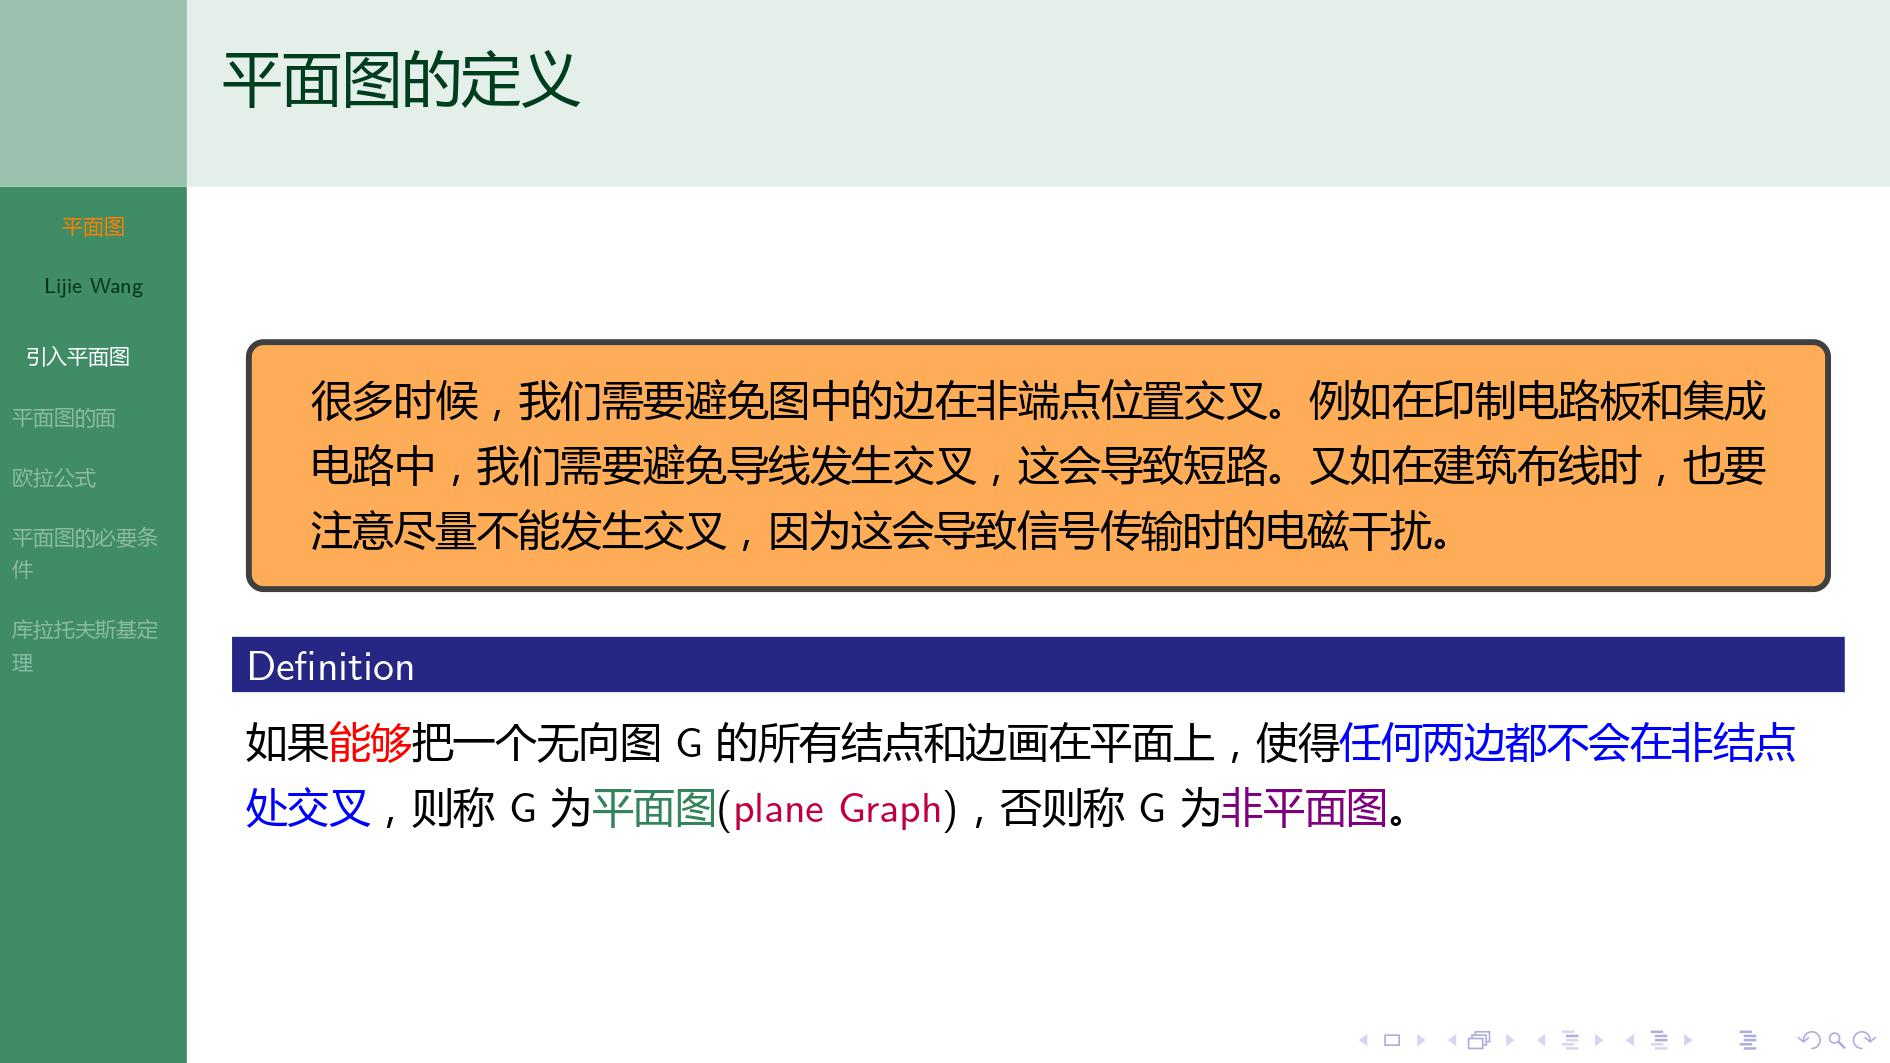 平面图的定义
平面图
Lijie Wang
引入平面图
平面图的面
欧拉公式
平面图的必要条
件
库拉托夫斯基定
理
很多时候，我们需要避免图中的边在非端点位置交叉。例如在印制电路板和集成
电路中，我们需要避免导线发生交叉，这会导致短路。又如在建筑布线时，也要
注意尽量不能发生交叉，因为这会导致信号传输时的电磁干扰。
Definition
如果能够把一个无向图 G 的所有结点和边画在平面上，使得任何两边都不会在非结点
处交叉，则称 G 为平面图(plane Graph)，否则称 G 为非平面图。